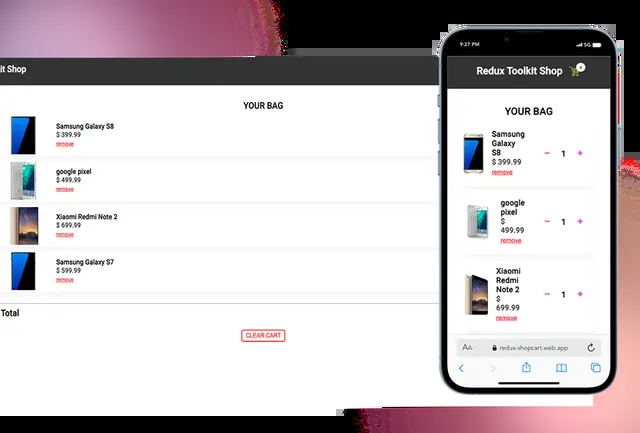 it Shop
YOUR BAG
Samsung Galaxy S8
$ 399.99
remove
google pixel
$ 499.99
remove
Xiaomi Redmi Note 2
$ 699.99
remove
Samsung Galaxy S7
$ 599.99
remove
Total
CLEAR CART
9:27 PM
5G
Redux Toolkit Shop
4
YOUR BAG
Samsung
Galaxy
S8
$ 399.99
remove
− 1 +
google
pixel
$
499.99
remove
− 1 +
Xiaomi
Redmi
Note 2
$
699.99
remove
− 1 +
AA
redux-shopcart.web.app